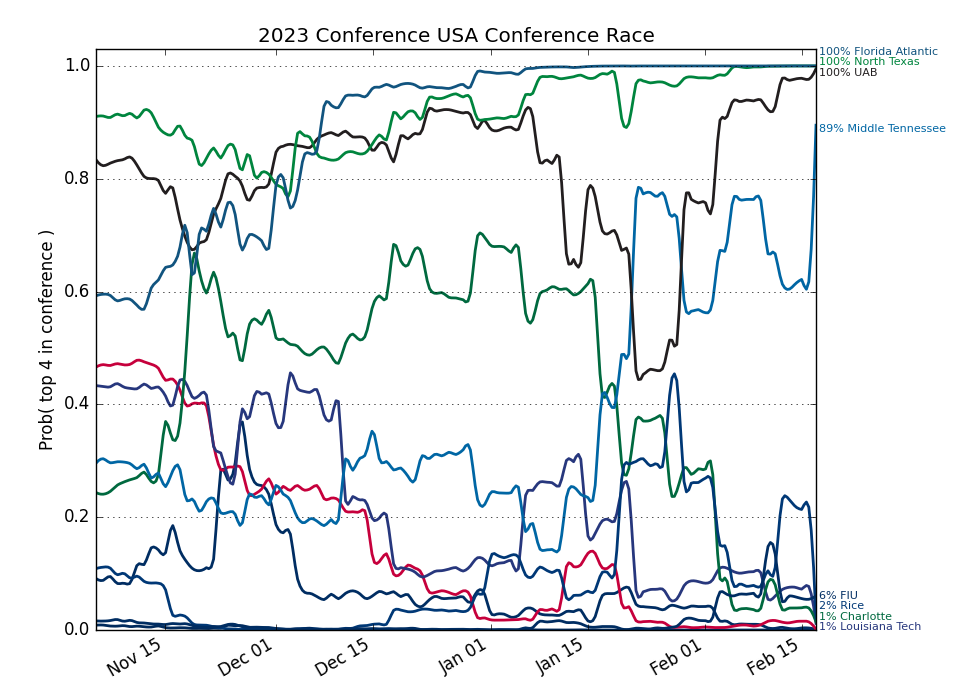 2023 Conference USA Conference Race
100% Florida Atlantic
100% North Texas
100% UAB
89% Middle Tennessee
6% FIU
2% Rice
1% Charlotte
1% Louisiana Tech
Prob( top 4 in conference )
1.0
0.8
0.6
0.4
0.2
0.0
Nov 15
Dec 01
Dec 15
Jan 01
Jan 15
Feb 01
Feb 15